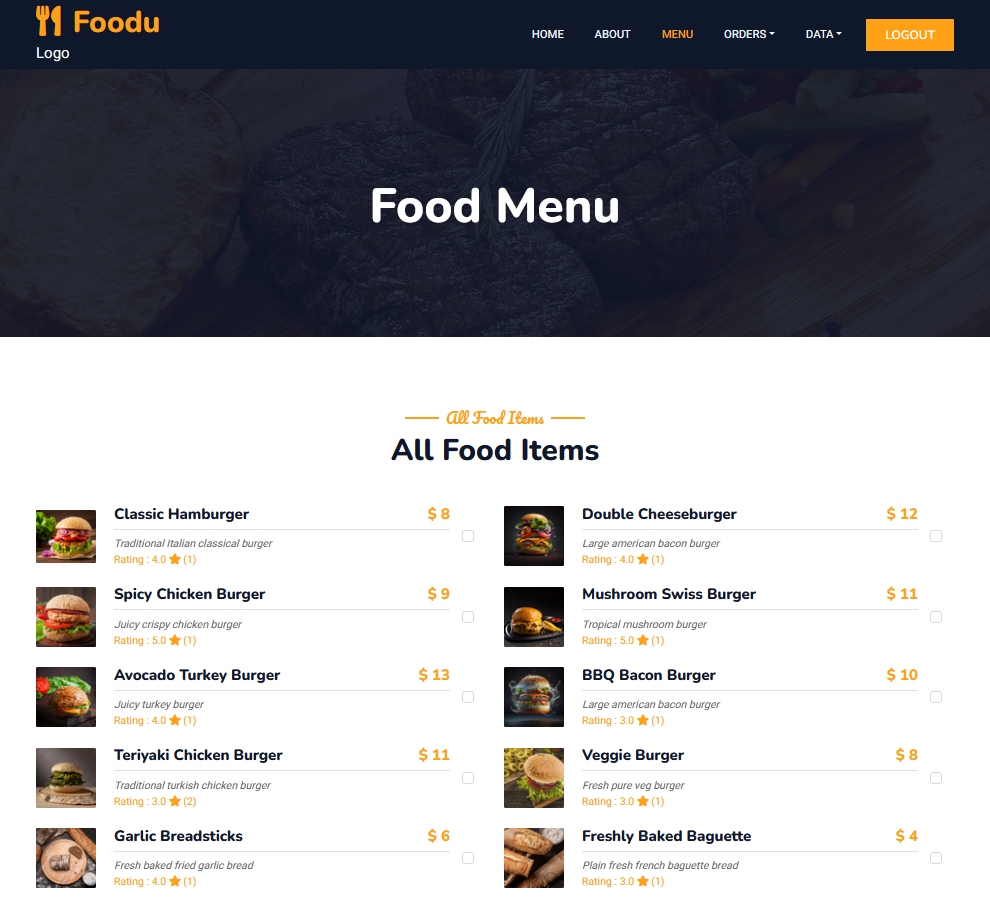 Foodu
Logo
HOME ABOUT MENU ORDERS DATA LOGOUT
Food Menu
All Food Items
All Food Items
Classic Hamburger $ 8
Traditional Italian classical burger
Rating : 4.0 (1)
Double Cheeseburger $ 12
Large american bacon burger
Rating : 4.0 (1)
Spicy Chicken Burger $ 9
Juicy crispy chicken burger
Rating : 5.0 (1)
Mushroom Swiss Burger $ 11
Tropical mushroom burger
Rating : 5.0 (1)
Avocado Turkey Burger $ 13
Juicy turkey burger
Rating : 4.0 (1)
BBQ Bacon Burger $ 10
Large american bacon burger
Rating : 3.0 (1)
Teriyaki Chicken Burger $ 11
Traditional turkish chicken burger
Rating : 3.0 (2)
Veggie Burger $ 8
Fresh pure veg burger
Rating : 3.0 (1)
Garlic Breadsticks $ 6
Fresh baked fried garlic bread
Rating : 4.0 (1)
Freshly Baked Baguette $ 4
Plain fresh french baguette bread
Rating : 3.0 (1)